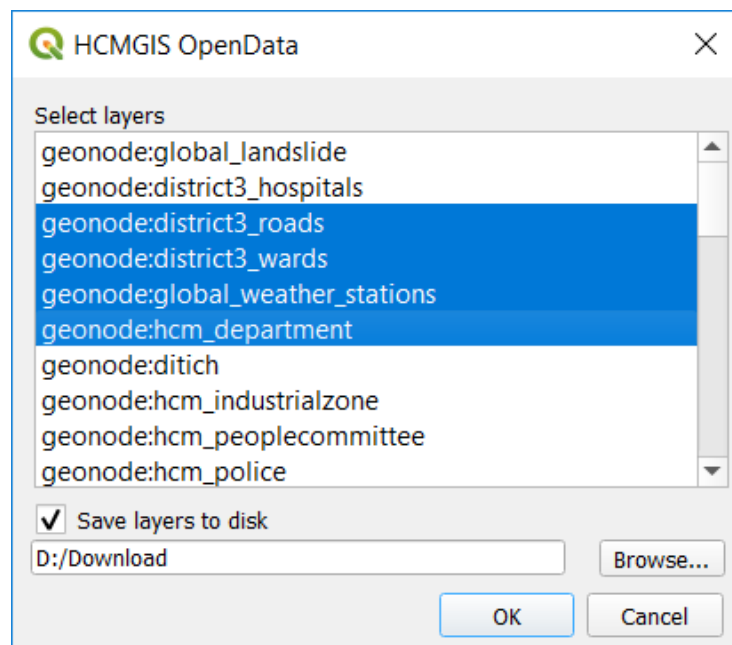 HCMGIS OpenData
Select layers
geonode:global_landslide
geonode:district3_hospitals
geonode:district3_roads
geonode:district3_wards
geonode:global_weather_stations
geonode:hcm_department
geonode:ditich
geonode:hcm_industrialzone
geonode:hcm_peoplecommittee
geonode:hcm_police
Save layers to disk
D:/Download
Browse...
OK
Cancel